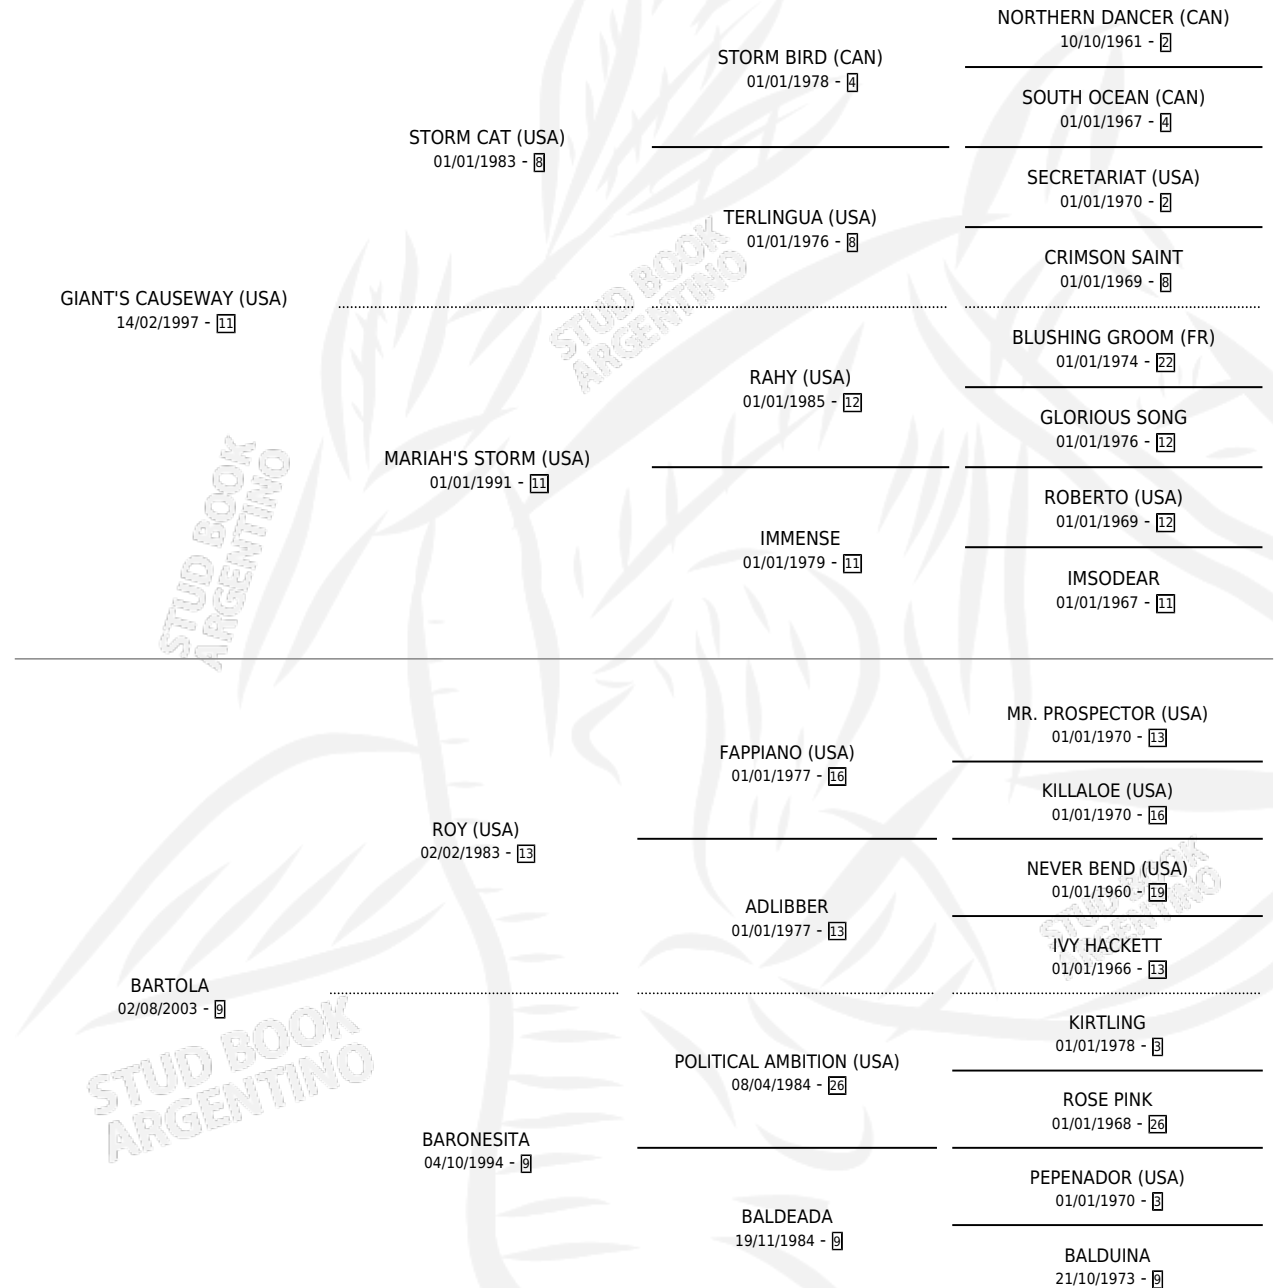 NORTHERN DANCER (CAN)
10/10/1961 - 2
STORM BIRD (CAN)
01/01/1978 - 4
SOUTH OCEAN (CAN)
01/01/1967 - 4
STORM CAT (USA)
01/01/1983 - 8
SECRETARIAT (USA)
01/01/1970 - 2
TERLINGUA (USA)
01/01/1976 - 8
CRIMSON SAINT
01/01/1969 - 8
GIANT'S CAUSEWAY (USA)
14/02/1997 - 11
BLUSHING GROOM (FR)
01/01/1974 - 22
RAHY (USA)
01/01/1985 - 12
GLORIOUS SONG
01/01/1976 - 12
MARIAH'S STORM (USA)
01/01/1991 - 11
ROBERTO (USA)
01/01/1969 - 12
IMMENSE
01/01/1979 - 11
IMSODEAR
01/01/1967 - 11
MR. PROSPECTOR (USA)
01/01/1970 - 13
FAPPIANO (USA)
01/01/1977 - 16
KILLALOE (USA)
01/01/1970 - 16
ROY (USA)
02/02/1983 - 13
NEVER BEND (USA)
01/01/1960 - 19
ADLIBBER
01/01/1977 - 13
IVY HACKETT
01/01/1966 - 13
BARTOLA
02/08/2003 - 9
KIRTLING
01/01/1978 - 3
POLITICAL AMBITION (USA)
08/04/1984 - 26
ROSE PINK
01/01/1968 - 26
BARONESITA
04/10/1994 - 9
PEPENADOR (USA)
01/01/1970 - 3
BALDEADA
19/11/1984 - 9
BALDUINA
21/10/1973 - 9
STUD BOOK
ARGENTINO
STUD BOOK
ARGENTINO
STUD BOOK
ARGENTINO
STUD BOOK
ARGENTINO